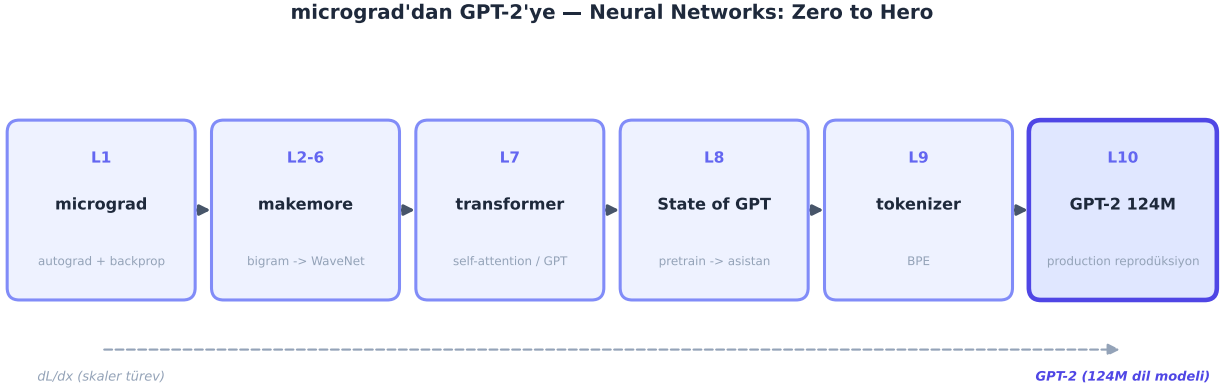 micrograd'dan GPT-2'ye — Neural Networks: Zero to Hero
L1
micrograd
autograd + backprop
L2-6
makemore
bigram -> WaveNet
L7
transformer
self-attention / GPT
L8
State of GPT
pretrain -> asistan
L9
tokenizer
BPE
L10
GPT-2 124M
production reprodüksiyon
dL/dx (skaler türev)
GPT-2 (124M dil modeli)